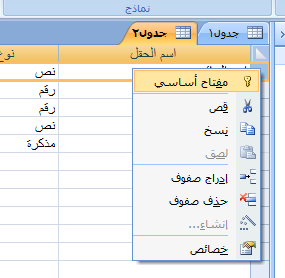 نماذج
جدول١
جدول٢
اسم الحقل
نوع
نص
رقم
رقم
نص
مذكرة
مفتاح أساسي
قص
نسخ
لصق
إدراج صفوف
حذف صفوف
إنشاء...
خصائص